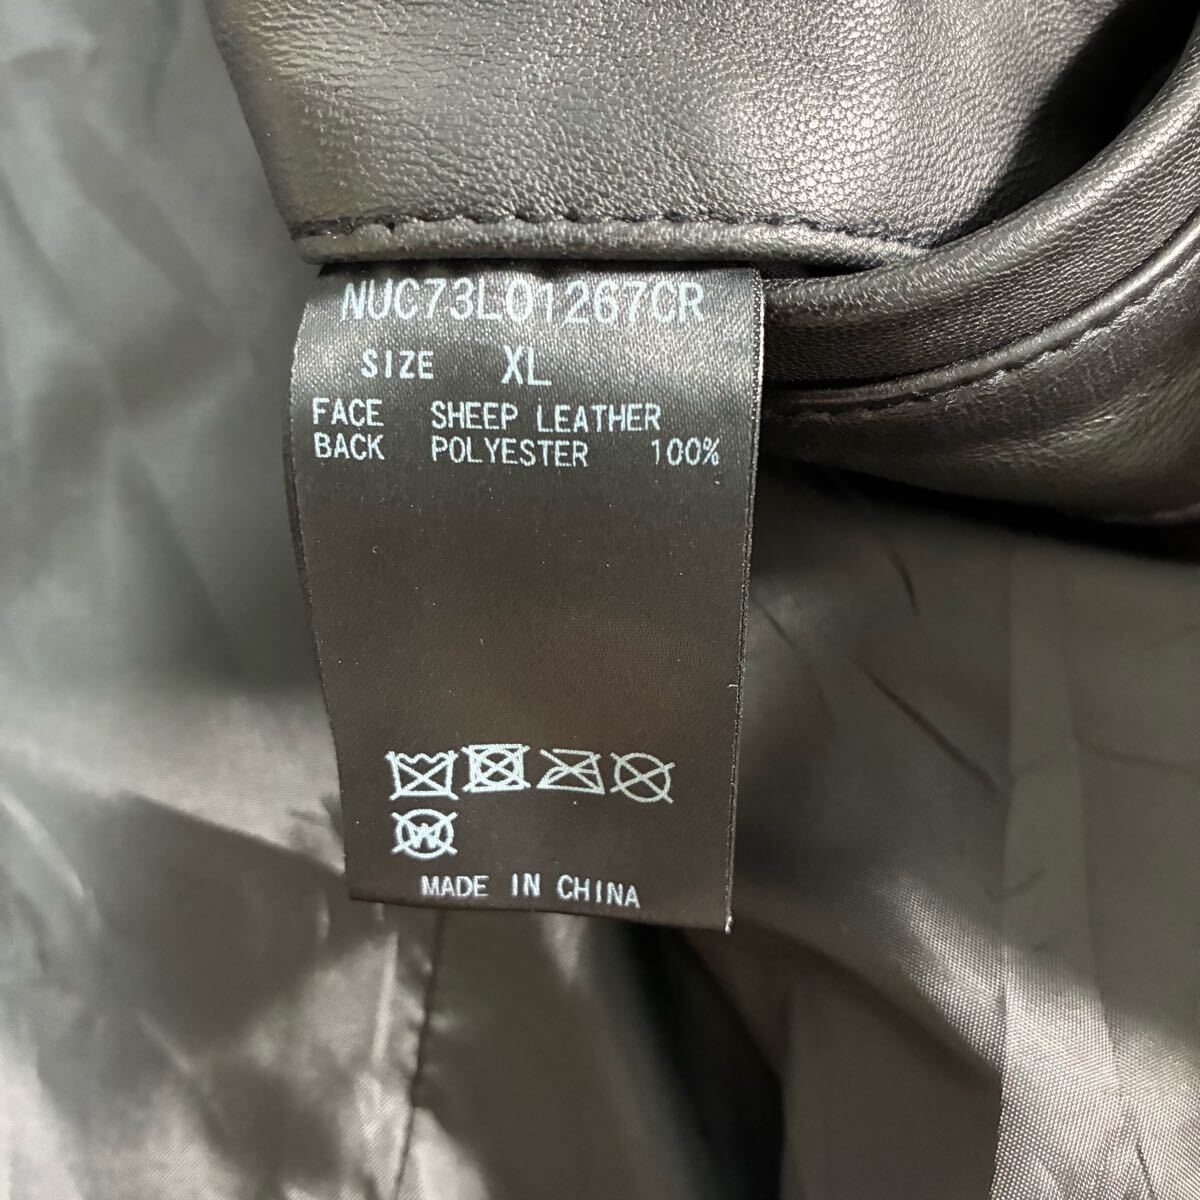 NUC73L01267CR
SIZE XL
FACE SHEEP LEATHER
BACK POLYESTER 100%
W
MADE IN CHINA